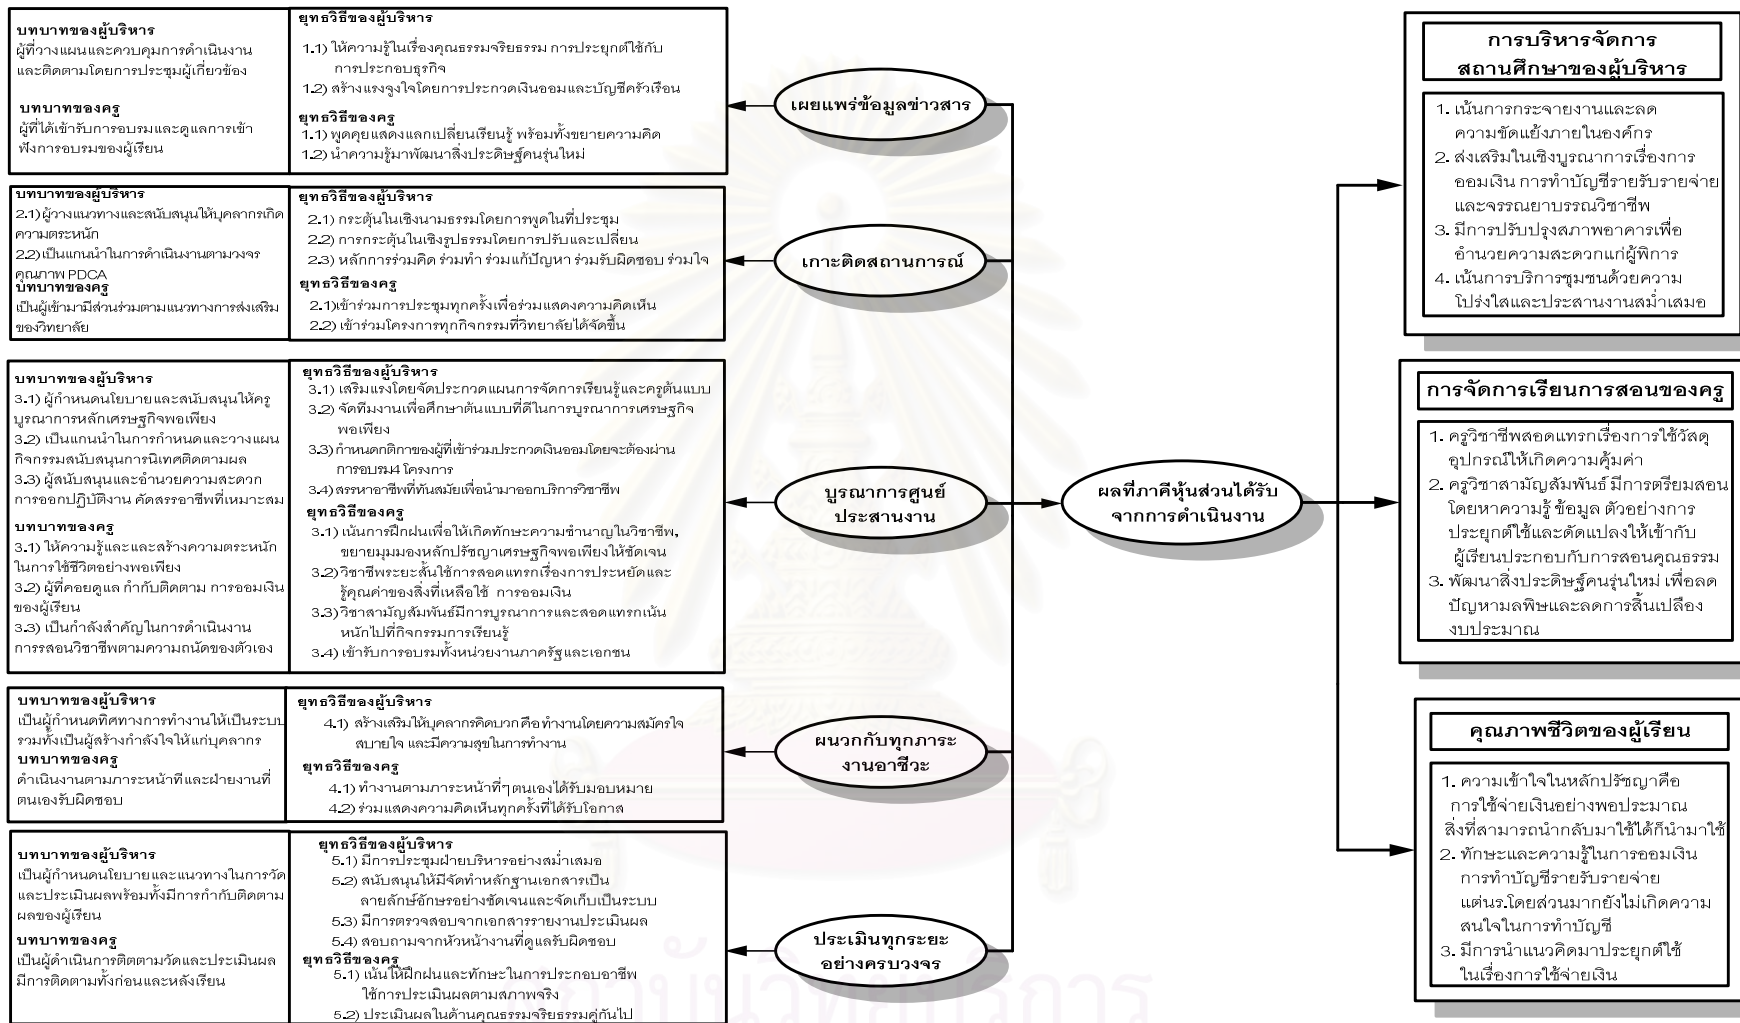 บทบาทของผู้บริหาร
ผู้ที่วางแผนและควบคุมการดำเนินงาน
และติดตามโดยการประชุมผู้เกี่ยวข้อง
บทบาทของครู
ผู้ที่ได้เข้ารับการอบรมและดูแลการเข้า
ฟังการอบรมของผู้เรียน
ยุทธวิธีของผู้บริหาร
1.1) ให้ความรู้ในเรื่องคุณธรรมจริยธรรม การประยุกต์ใช้กับ
การประกอบธุรกิจ
1.2) สร้างแรงจูงใจโดยการประกวดเงินออมและบัญชีครัวเรือน
ยุทธวิธีของครู
1.1) พูดคุยแสดงแลกเปลี่ยนเรียนรู้ พร้อมทั้งขยายความคิด
1.2) นำความรู้มาพัฒนาสิ่งประดิษฐ์คนรุ่นใหม่
เผยแพร่ข้อมูลข่าวสาร
บทบาทของผู้บริหาร
2.1) ผู้วางแนวทางและสนับสนุนให้บุคลากรเกิด
ความตระหนัก
2.2) เป็นแกนนำในการดำเนินงานตามวงจร
คุณภาพ PDCA
บทบาทของครู
เป็นผู้เข้ามามีส่วนร่วมตามแนวทางการส่งเสริม
ของวิทยาลัย
ยุทธวิธีของผู้บริหาร
2.1) กระตุ้นในเชิงนามธรรมโดยการพูดในที่ประชุม
2.2) การกระตุ้นในเชิงรูปธรรมโดยการปรับและเปลี่ยน
2.3) หลักการร่วมคิด ร่วมทำ ร่วมแก้ปัญหา ร่วมรับผิดชอบ ร่วมใจ
ยุทธวิธีของครู
2.1)เข้าร่วมการประชุมทุกครั้งเพื่อร่วมแสดงความคิดเห็น
2.2) เข้าร่วมโครงการทุกกิจกรรมที่วิทยาลัยได้จัดขึ้น
เกาะติดสถานการณ์
บทบาทของผู้บริหาร
3.1) ผู้กำหนดนโยบายและสนับสนุนให้ครู
บูรณาการหลักเศรษฐกิจพอเพียง
3.2) เป็นแกนนำในการกำหนดและวางแผน
กิจกรรมสนับสนุนการนิเทศติดตามผล
3.3) ผู้สนับสนุนและอำนวยความสะดวก
การออกปฏิบัติงาน คัดสรรอาชีพที่เหมาะสม
บทบาทของครู
3.1) ให้ความรู้และและสร้างความตระหนัก
ในการใช้ชีวิตอย่างพอเพียง
3.2) ผู้ที่คอยดูแล กำกับติดตาม การออมเงิน
ของผู้เรียน
3.3) เป็นกำลังสำคัญในการดำเนินงาน
การรสอนวิชาชีพตามความถนัดของตัวเอง
ยุทธวิธีของผู้บริหาร
3.1) เสริมแรงโดยจัดประกวดแผนการจัดการเรียนรู้และครูต้นแบบ
3.2) จัดทีมงานเพื่อศึกษาต้นแบบที่ดีในการบูรณาการเศรษฐกิจ
พอเพียง
3.3)กำหนดกติกาของผู้ที่เข้าร่วมประกวดเงินออมโดยจะต้องผ่าน
การอบรม4 โครงการ
3.4)สรรหาอาชีพที่ทันสมัยเพื่อนำมาออกบริการวิชาชีพ
ยุทธวิธีของครู
3.1) เน้นการฝึกฝนเพื่อให้เกิดทักษะความชำนาญในวิชาชีพ,
ขยายมุมมองหลักปรัชญาเศรษฐกิจพอเพียงให้ชัดเจน
3.2)วิชาชีพระยะสั้นใช้การสอดแทรกเรื่องการประหยัดและ
รู้คุณค่าของสิ่งที่เหลือใช้ การออมเงิน
3.3)วิชาสามัญสัมพันธ์มีการบูรณาการและสอดแทรกเน้น
หนักไปที่กิจกรรมการเรียนรู้
3.4) เข้ารับการอบรมทั้งหน่วยงานภาครัฐและเอกชน
บูรณาการศูนย์
ประสานงาน
บทบาทของผู้บริหาร
เป็นผู้กำหนดทิศทางการทำงานให้เป็นระบบ
รวมทั้งเป็นผู้สร้างกำลังใจให้แก่บุคลากร
บทบาทของครู
ดำเนินงานตามภาระหน้าที่และฝ่ายงานที่
ตนเองรับผิดชอบ
ยุทธวิธีของผู้บริหาร
4.1) สร้างเสริมให้บุคลากรคิดบวกคือทำงานโดยความสมัครใจ
สบายใจ และมีความสุขในการทำงาน
ยุทธวิธีของครู
4.1) ทำงานตามภาระหน้าที่ๆตนเองได้รับมอบหมาย
4.2) ร่วมแสดงความคิดเห็นทุกครั้งที่ได้รับโอกาส
ผนวกกับทุกภาระ
งานอาชีวะ
บทบาทของผู้บริหาร
เป็นผู้กำหนดนโยบายและแนวทางในการวัด
และประเมินผลพร้อมทั้งมีการกำกับติดตาม
ผลของผู้เรียน
บทบาทของครู
เป็นผู้ดำเนินการติตตามวัดและประเมินผล
มีการติดตามทั้งก่อนและหลังเรียน
ยุทธวิธีของผู้บริหาร
5.1) มีการประชุมฝ่ายบริหารอย่างสม่ำเสมอ
5.2) สนับสนุนให้มีจัดทำหลักฐานเอกสารเป็น
ลายลักษ์อักษรอย่างชัดเจนและจัดเก็บเป็นระบบ
5.3) มีการตรวจสอบจากเอกสารรายงานประเมินผล
5.4) สอบถามจากหัวหน้างานที่ดูแลรับผิดชอบ
ยุทธวิธีของครู
5.1) เน้นให้ฝึกฝนและทักษะในการประกอบอาชีพ
ใช้การประเมินผลตามสภาพจริง
5.2) ประเมินผลในด้านคุณธรรมจริยธรรมคู่กันไป
ประเมินทุกระยะ
อย่างครบวงจร
ผลที่ภาคีหุ้นส่วนได้รับ
จากการดำเนินงาน
การบริหารจัดการ
สถานศึกษาของผู้บริหาร
1. เน้นการกระจายงานและลด
ความขัดแย้งภายในองค์กร
2. ส่งเสริมในเชิงบูรณาการเรื่องการ
ออมเงิน การทำบัญชีรายรับรายจ่าย
และจรรณยาบรรณวิชาชีพ
3. มีการปรับปรุงสภาพอาคารเพื่อ
อำนวยความสะดวกแก่ผู้พิการ
4. เน้นการบริการชุมชนด้วยความ
โปร่งใสและประสานงานสม่ำเสมอ
การจัดการเรียนการสอนของครู
1. ครูวิชาชีพสอดแทรกเรื่องการใช้วัสดุ
อุปกรณ์ให้เกิดความคุ้มค่า
2. ครูวิชาสามัญสัมพันธ์ มีการตรียมสอน
โดยหาความรู้ ข้อมูล ตัวอย่างการ
ประยุกต์ใช้และดัดแปลงให้เข้ากับ
ผู้เรียนประกอบกับการสอนคุณธรรม
3. พัฒนาสิ่งประดิษฐ์คนรุ่นใหม่ เพื่อลด
ปัญหามลพิษและลดการสิ้นเปลือง
งบประมาณ
คุณภาพชีวิตของผู้เรียน
1. ความเข้าใจในหลักปรัชญาคือ
การใช้จ่ายเงินอย่างพอประมาณ
สิ่งที่สามารถนำกลับมาใช้ได้ก็นำมาใช้
2. ทักษะและความรู้ในการออมเงิน
การทำบัญชีรายรับรายจ่าย
แต่นร.โดยส่วนมากยังไม่เกิดความ
สนใจในการทำบัญชี
3. มีการนำแนวคิดมาประยุกต์ใช้
ในเรื่องการใช้จ่ายเงิน
สถาบันวิทยบริการ